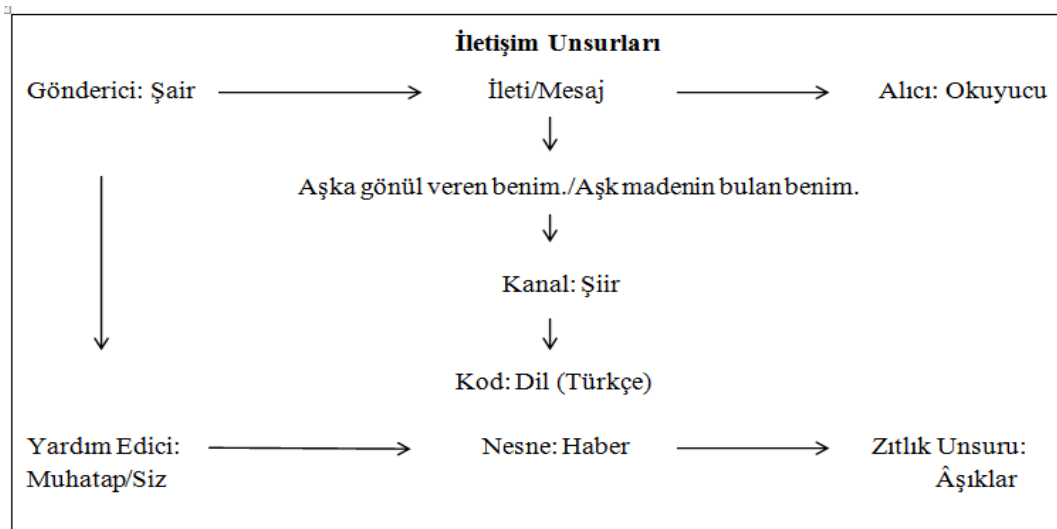 İletişim Unsurları
Gönderici: Şair İleti/Mesaj Alıcı: Okuyucu
Aşka gönül veren benim./Aşk madenin bulan benim.
Kanal: Şiir
Kod: Dil (Türkçe)
Yardım Edici: Nesne: Haber Zıtlık Unsuru:
Muhatap/Siz Âşıklar